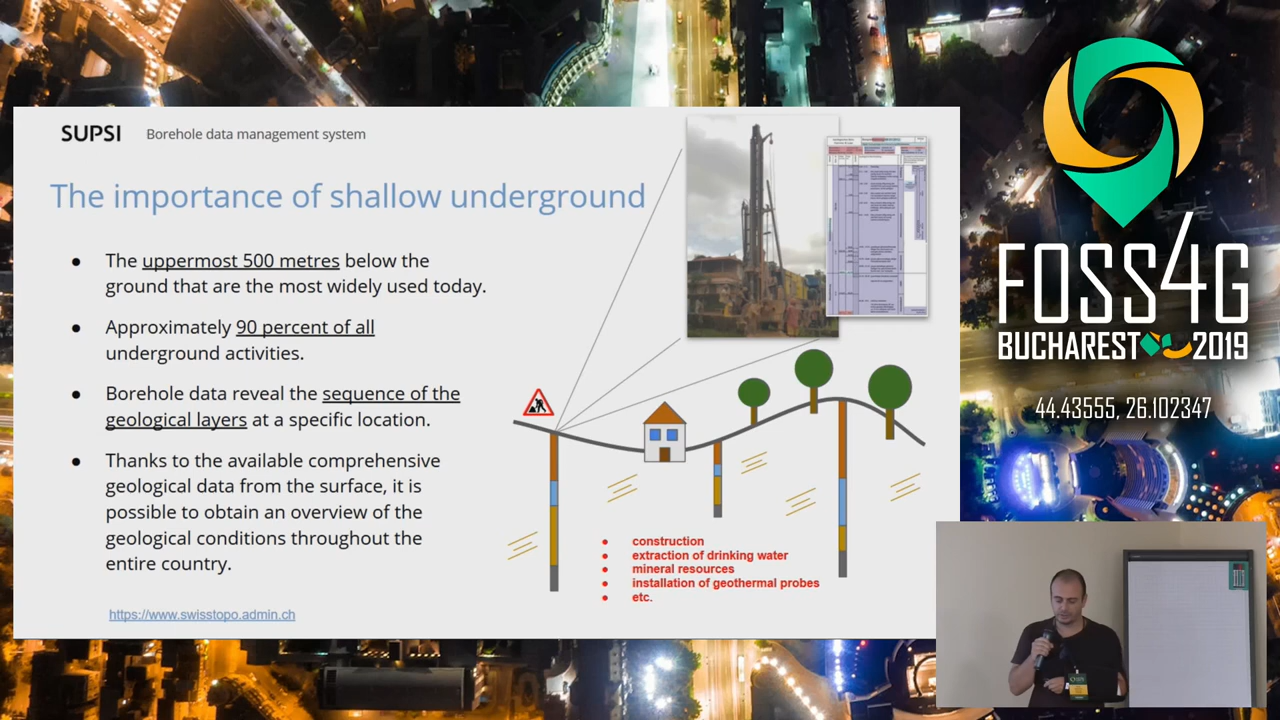 SUPSI
Borehole data management system
The importance of shallow underground
● The uppermost 500 metres below the
ground that are the most widely used today.
● Approximately 90 percent of all
underground activities.
● Borehole data reveal the sequence of the
geological layers at a specific location.
● Thanks to the available comprehensive
geological data from the surface, it is
possible to obtain an overview of the
geological conditions throughout the
entire country.
https://www.swisstopo.admin.ch
● construction
● extraction of drinking water
● mineral resources
● installation of geothermal probes
● etc.
FOSS4G
BUCHAREST 2019
44.43555, 26.102347